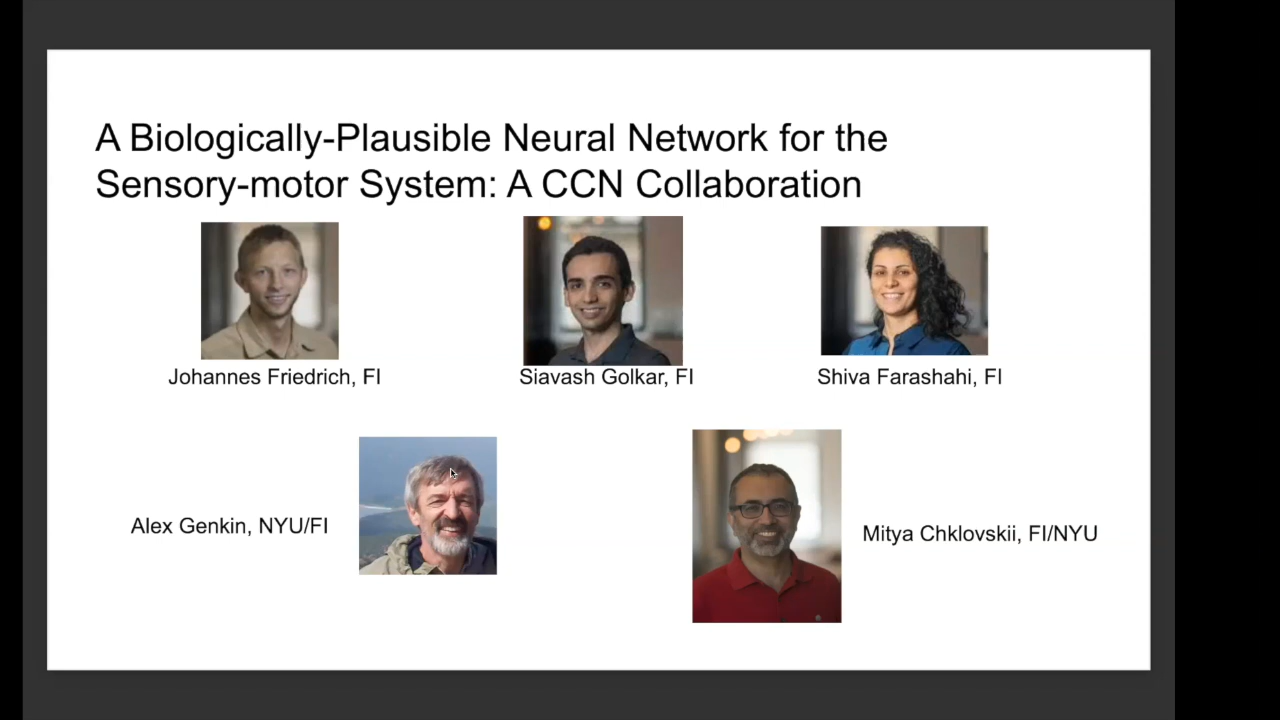 A Biologically-Plausible Neural Network for the
Sensory-motor System: A CCN Collaboration
Johannes Friedrich, FI
Siavash Golkar, FI
Shiva Farashahi, FI
Alex Genkin, NYU/FI
Mitya Chklovskii, FI/NYU